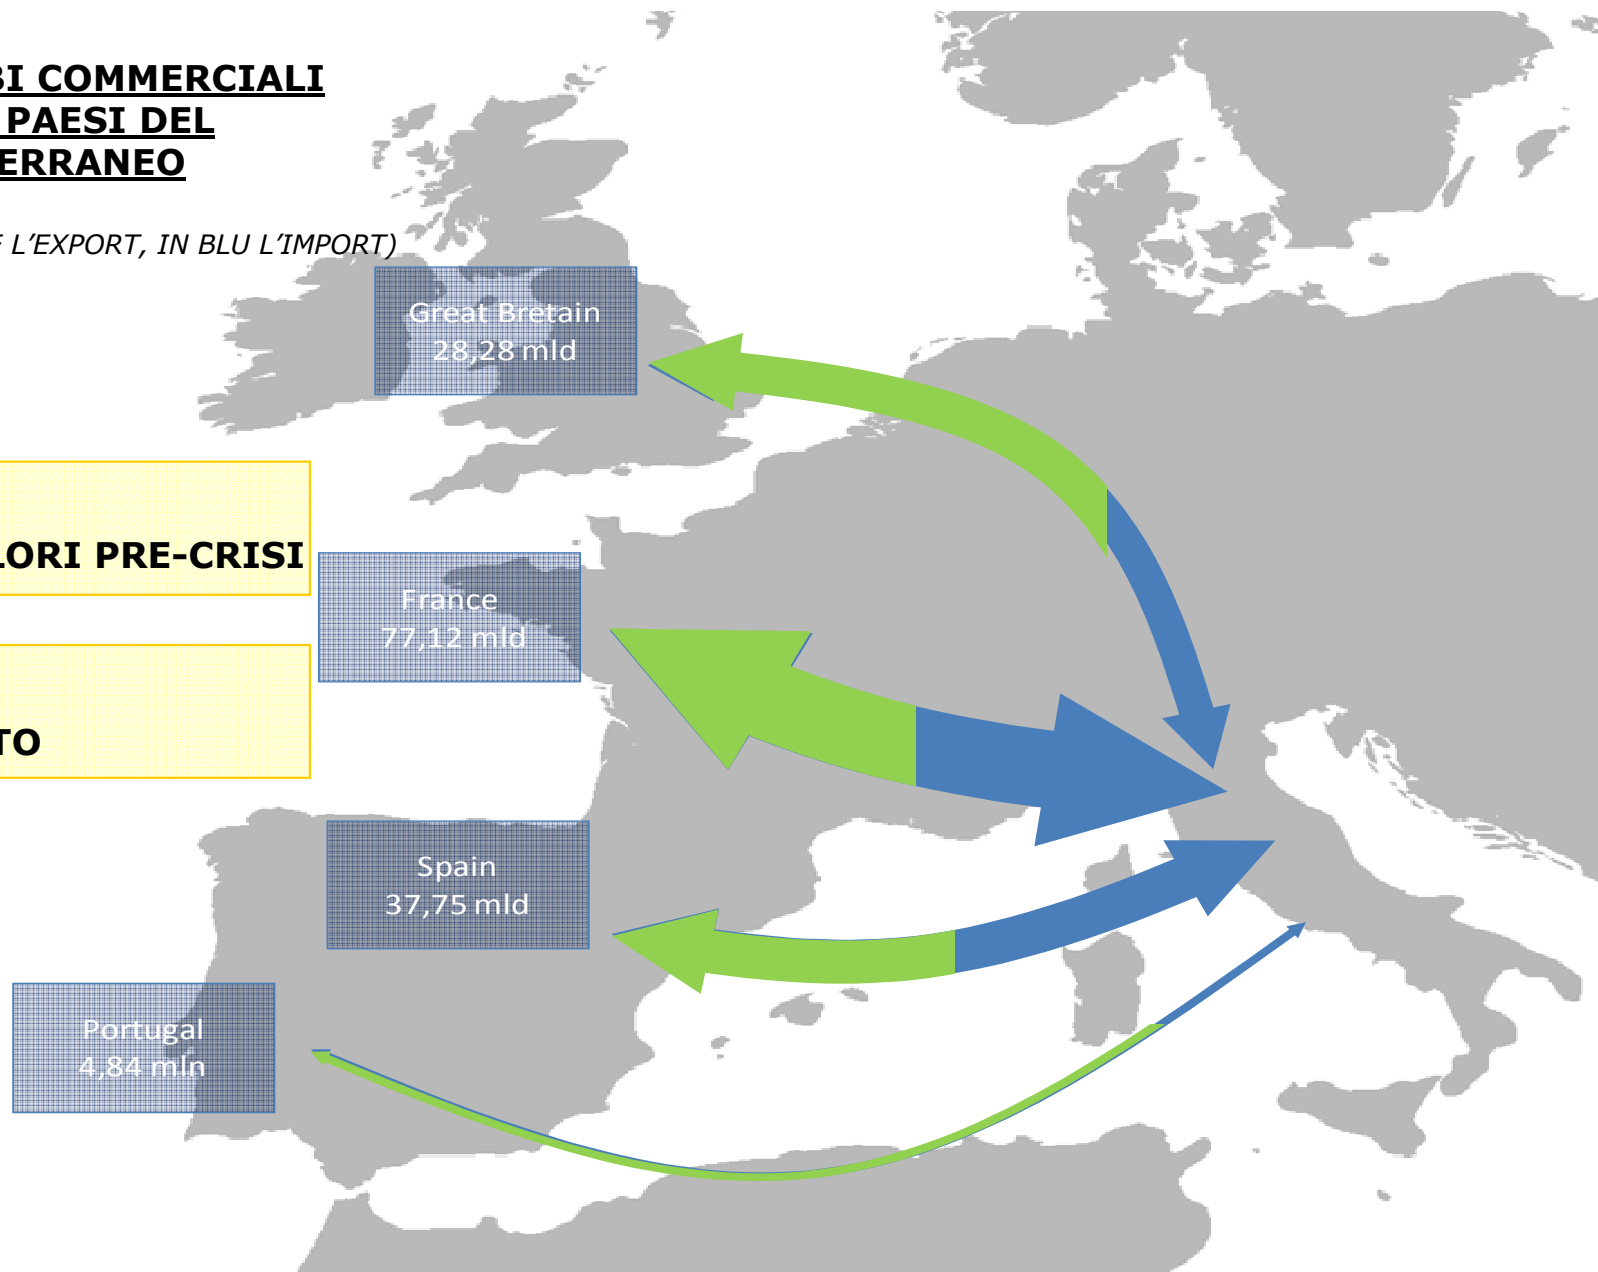 BI COMMERCIALI
PAESI DEL
ERRANEO
E L’EXPORT, IN BLU L’IMPORT)
Great Bretain
28,28 mld
LORI PRE-CRISI
France
77,12 mld
TO
Spain
37,75 mld
Portugal
4,84 mln